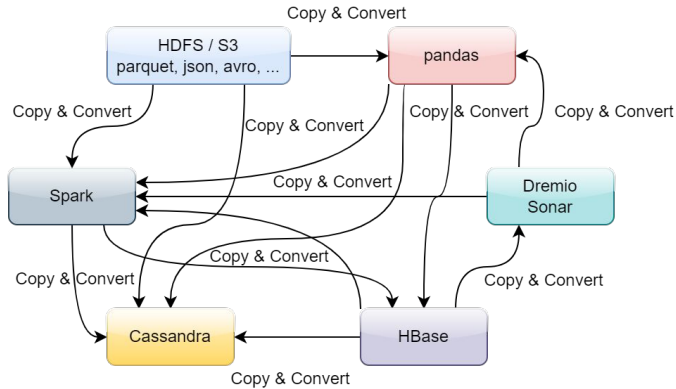 Copy & Convert
HDFS / S3
parquet, json, avro, ...
pandas
Copy & Convert
Copy & Convert
Copy & Convert
Copy & Convert
Copy & Convert
Spark
Dremio
Sonar
Copy & Convert
Copy & Convert
Copy & Convert
Cassandra
HBase
Copy & Convert